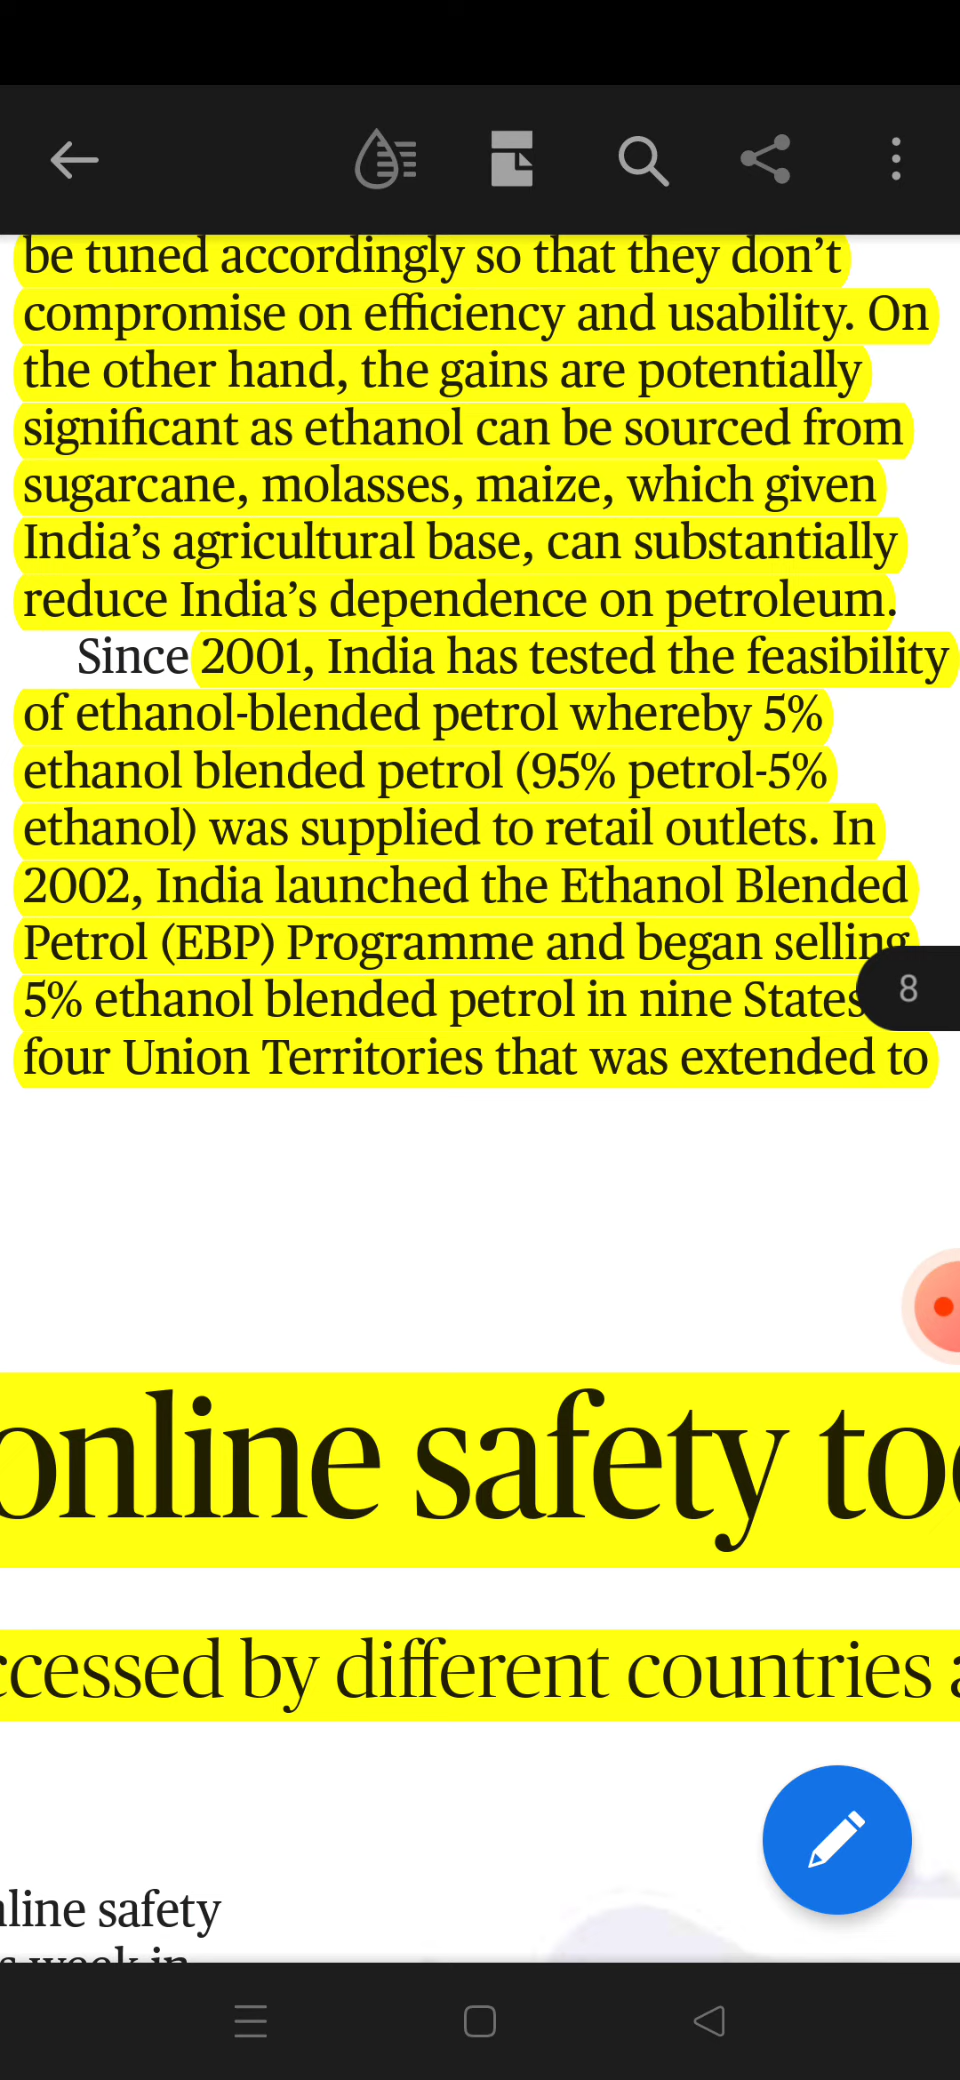 be tuned accordingly so that they don’t
compromise on efficiency and usability. On
the other hand, the gains are potentially
significant as ethanol can be sourced from
sugarcane, molasses, maize, which given
India’s agricultural base, can substantially
reduce India’s dependence on petroleum.
Since 2001, India has tested the feasibility
of ethanol-blended petrol whereby 5%
ethanol blended petrol (95% petrol-5%
ethanol) was supplied to retail outlets. In
2002, India launched the Ethanol Blended
Petrol (EBP) Programme and began selling
8
5% ethanol blended petrol in nine States
four Union Territories that was extended to
online safety
by different countries
safety